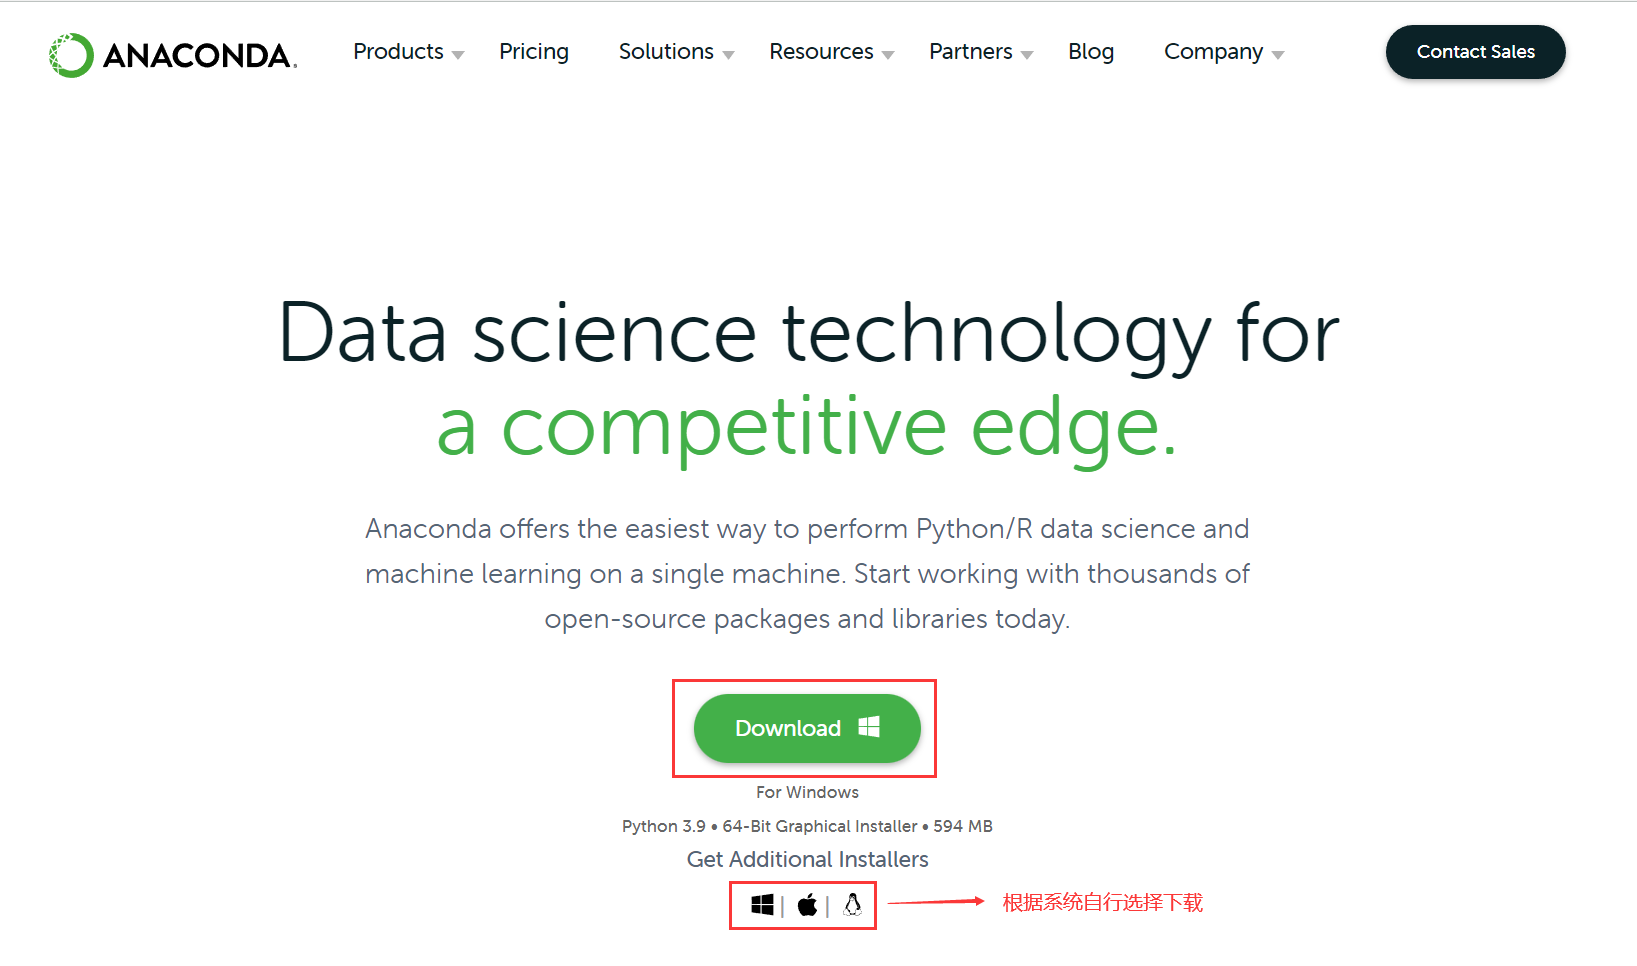 ANACONDA.
Products Pricing Solutions Resources Partners Blog Company Contact Sales
Data science technology for
a competitive edge.
Anaconda offers the easiest way to perform Python/R data science and
machine learning on a single machine. Start working with thousands of
open-source packages and libraries today.
Download
For Windows
Python 3.9 • 64-Bit Graphical Installer • 594 MB
Get Additional Installers
| |
根据系统自行选择下载